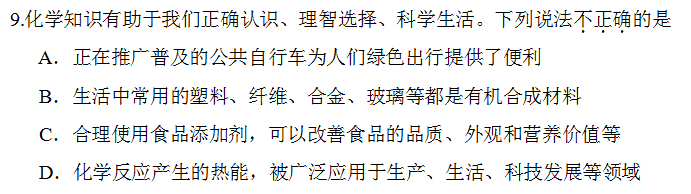 9.化学知识有助于我们正确认识、理智选择、科学生活。下列说法不正确的是
A．正在推广普及的公共自行车为人们绿色出行提供了便利
B．生活中常用的塑料、纤维、合金、玻璃等都是有机合成材料
C．合理使用食品添加剂，可以改善食品的品质、外观和营养价值等
D．化学反应产生的热能，被广泛应用于生产、生活、科技发展等领域